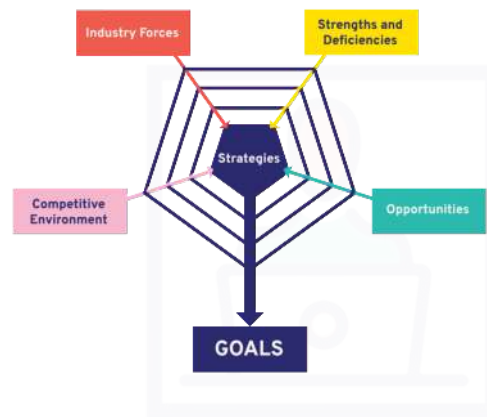 Industry Forces
Strengths and
Deficiencies
Strategies
Competitive
Environment
Opportunities
GOALS